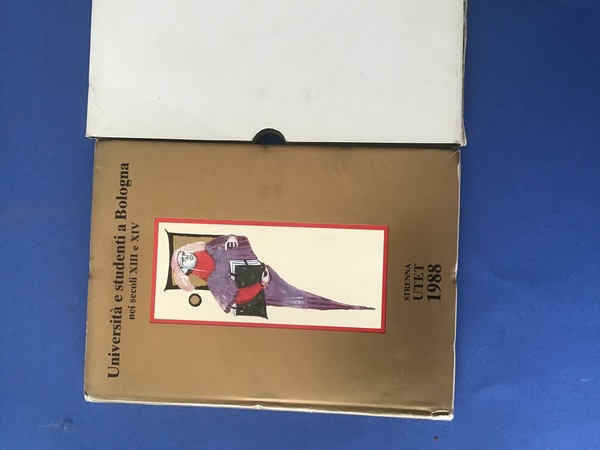 Università e studenti a Bologna
nei secoli XIII e XIV
STRENNA
UTET
1988